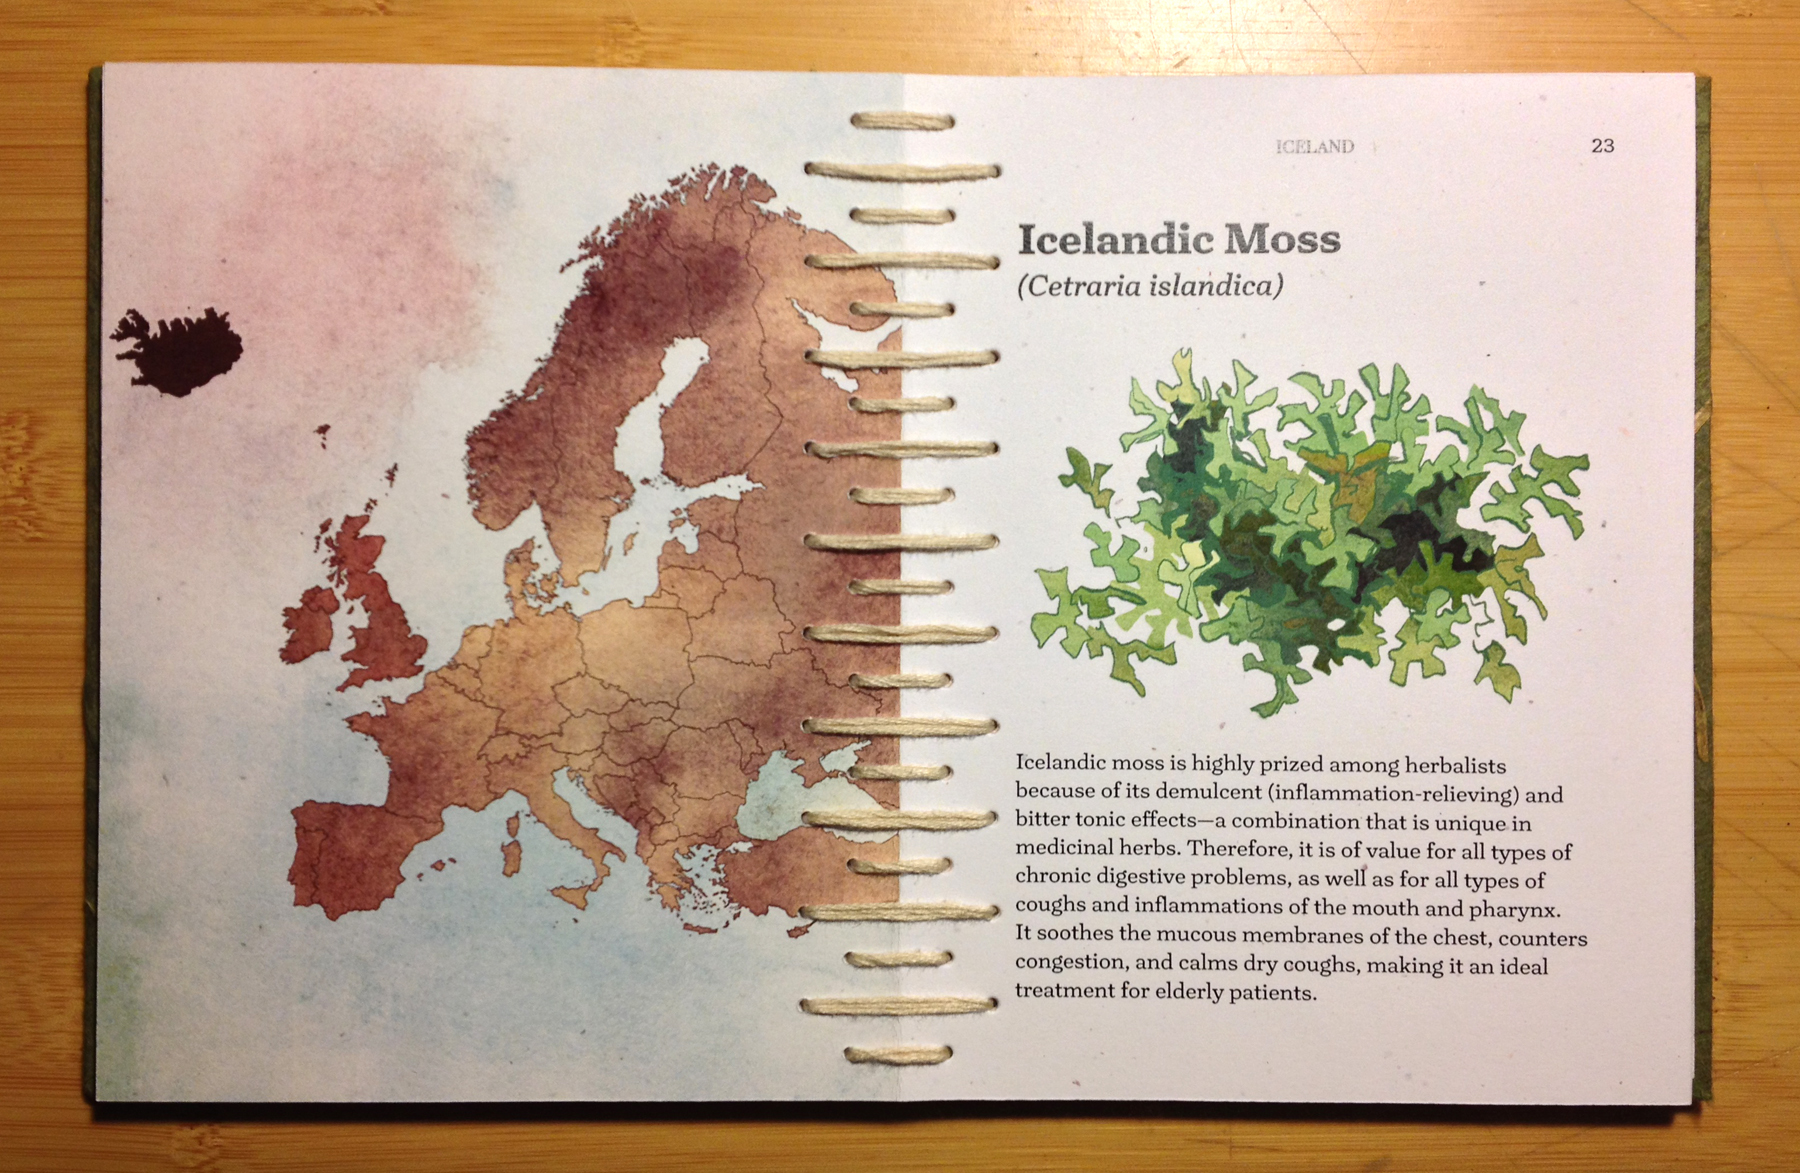 ICELAND
23
Icelandic Moss
(Cetraria islandica)
Icelandic moss is highly prized among herbalists
because of its demulcent (inflammation-relieving) and
bitter tonic effects—a combination that is unique in
medicinal herbs. Therefore, it is of value for all types of
chronic digestive problems, as well as for all types of
coughs and inflammations of the mouth and pharynx.
It soothes the mucous membranes of the chest, counters
congestion, and calms dry coughs, making it an ideal
treatment for elderly patients.